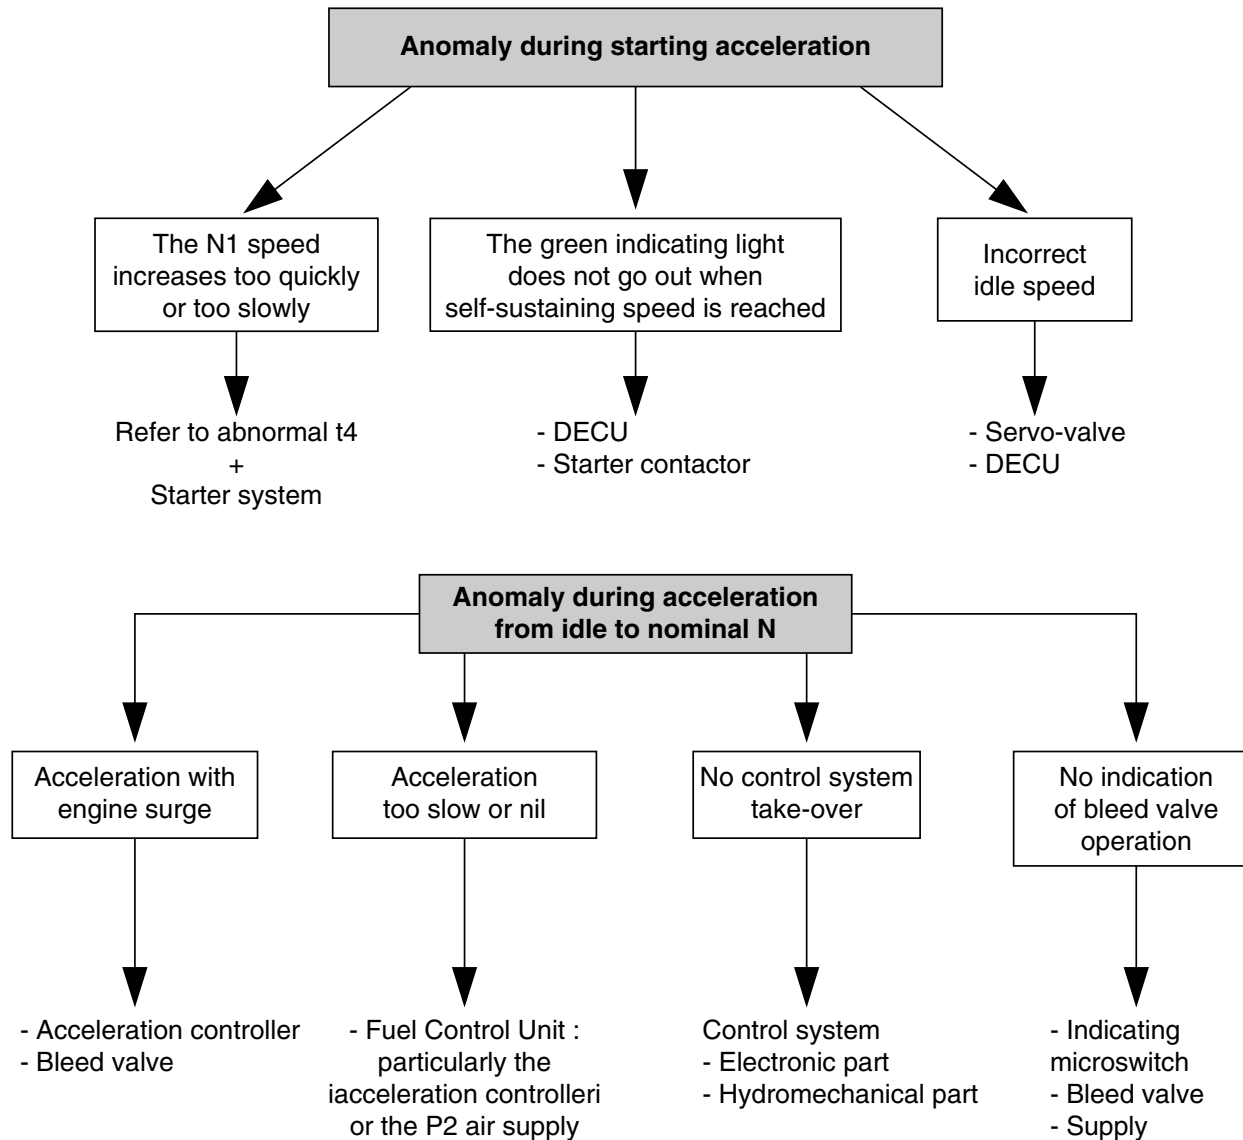 Anomaly during starting acceleration
The N1 speed
increases too quickly
or too slowly
The green indicating light
does not go out when
self-sustaining speed is reached
Incorrect
idle speed
Refer to abnormal t4
+
Starter system
- DECU
- Starter contactor
- Servo-valve
- DECU
Anomaly during acceleration
from idle to nominal N
Acceleration with
engine surge
Acceleration
too slow or nil
No control system
take-over
No indication
of bleed valve
operation
- Acceleration controller
- Bleed valve
- Fuel Control Unit :
particularly the
iacceleration controlleri
or the P2 air supply
Control system
- Electronic part
- Hydromechanical part
- Indicating
microswitch
- Bleed valve
- Supply